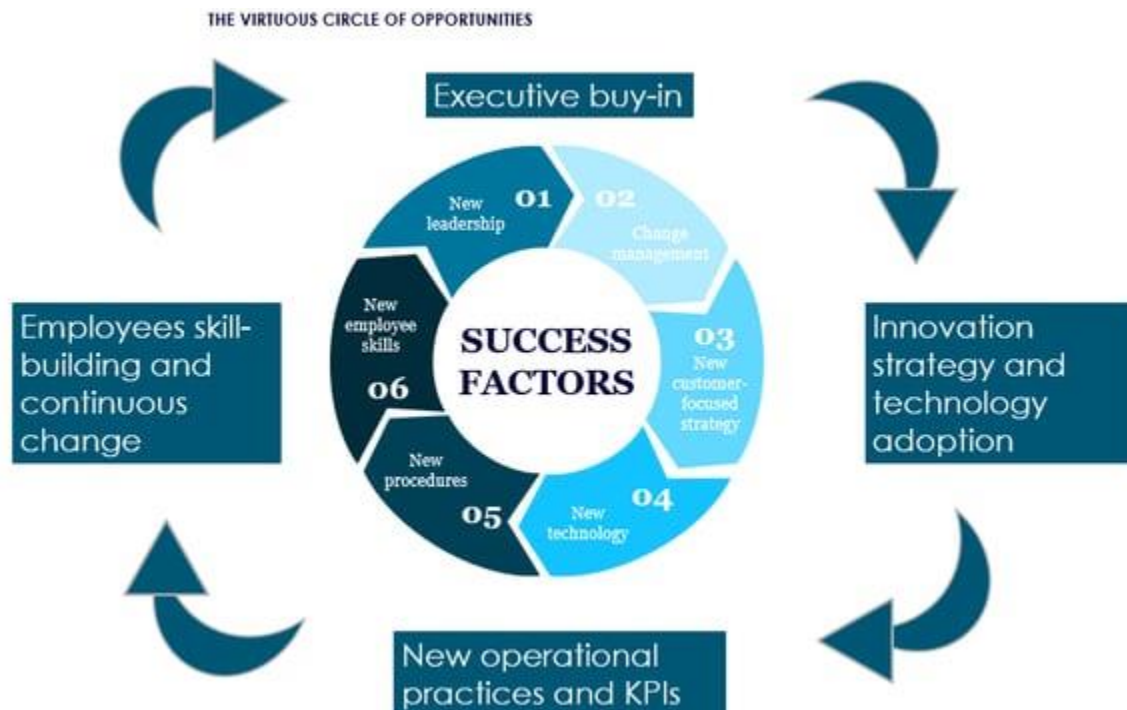 THE VIRTUOUS CIRCLE OF OPPORTUNITIES
Executive buy-in
01
New
leadership
02
Change
management
03
New
customer-
focused
strategy
04
New
technology
05
New
procedures
06
New
employee
skills
SUCCESS
FACTORS
Innovation
strategy and
technology
adoption
New operational
practices and KPIs
Employees skill-
building and
continuous
change